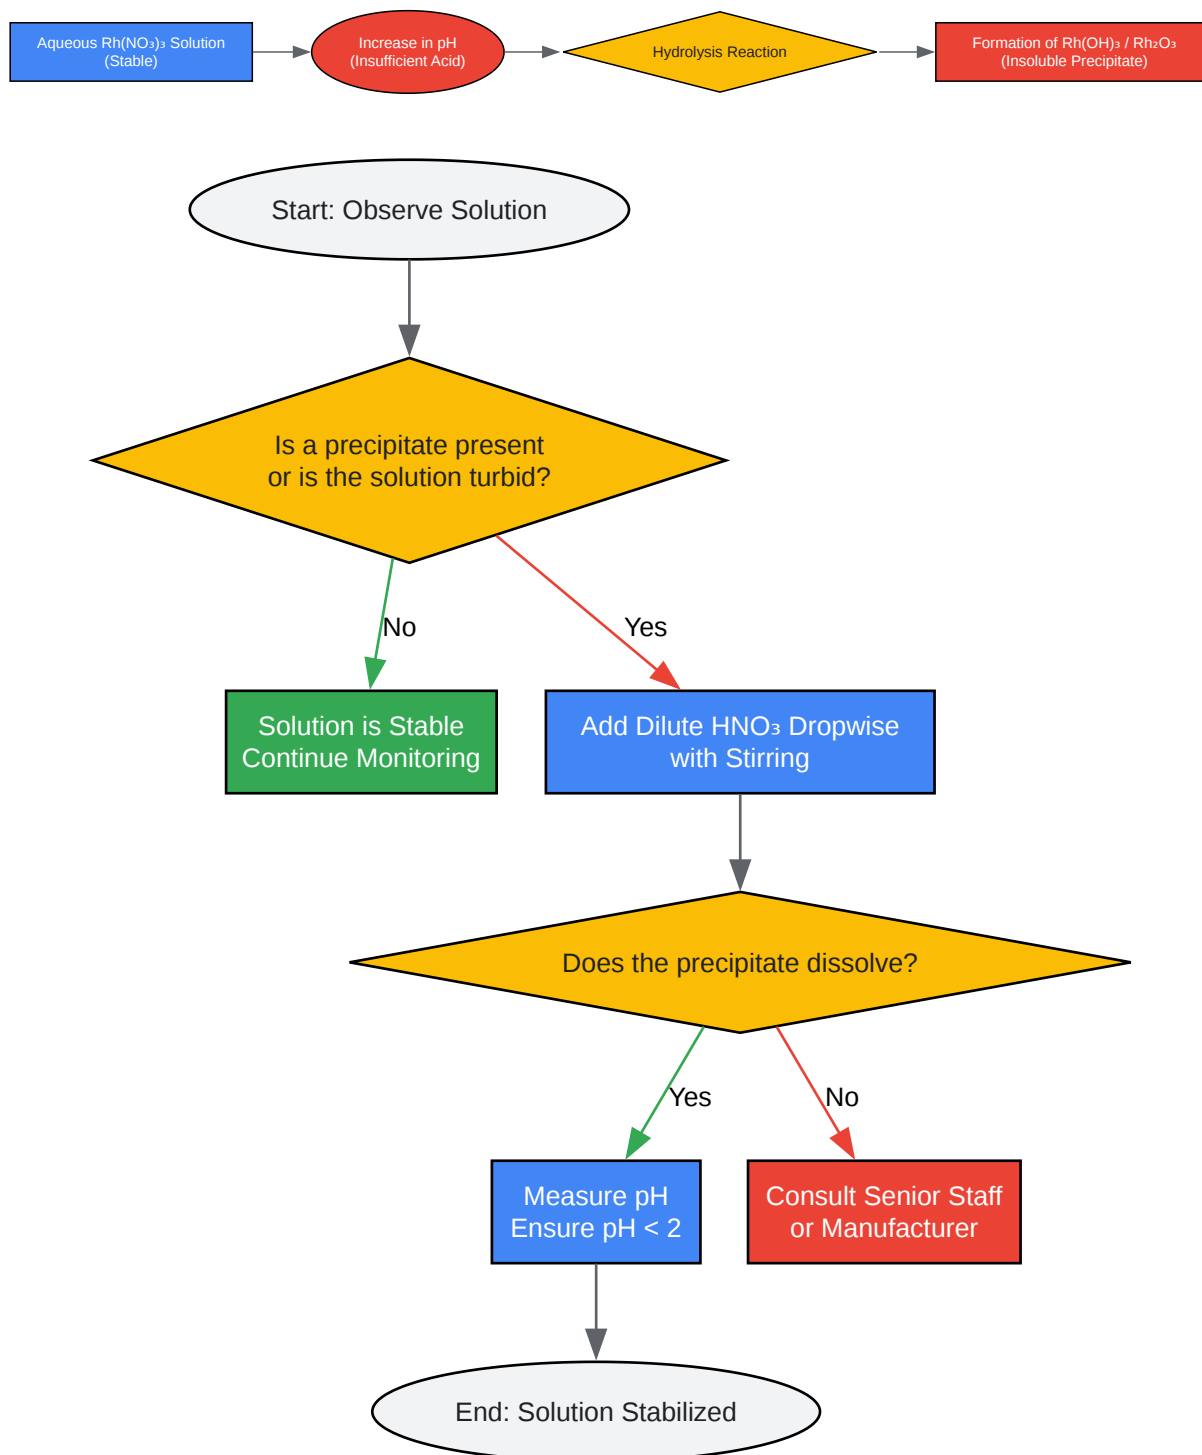 Aqueous Rh(NO₃)₃ Solution
(Stable)
Increase in pH
(Insufficient Acid)
Hydrolysis Reaction
Formation of Rh(OH)₃ / Rh₂O₃
(Insoluble Precipitate)
Start: Observe Solution
Is a precipitate present
or is the solution turbid?
No
Yes
Solution is Stable
Continue Monitoring
Add Dilute HNO₃ Dropwise
with Stirring
Does the precipitate dissolve?
Yes
No
Measure pH
Ensure pH < 2
Consult Senior Staff
or Manufacturer
End: Solution Stabilized